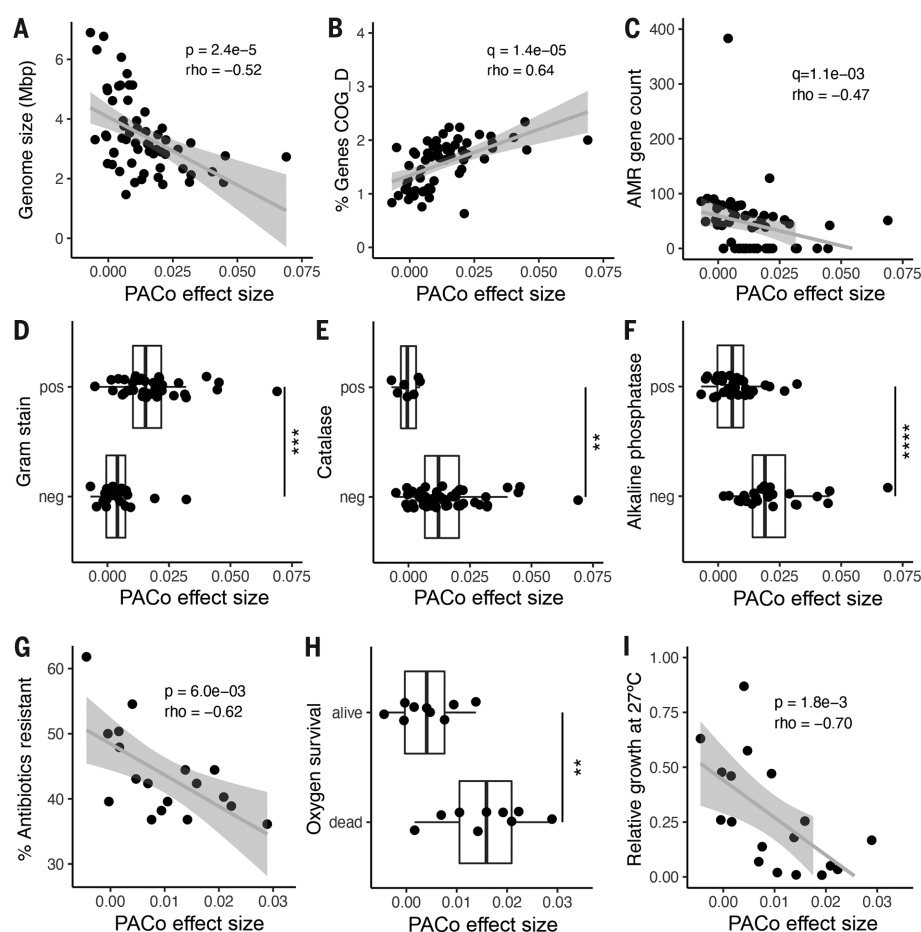 A
Genome size (Mbp)
6
4
2
0
p = 2.4e−5
rho = −0.52
0.000 0.025 0.050 0.075
PACo effect size
B
% Genes COG_D
4
3
2
1
0
q = 1.4e−05
rho = 0.64
0.000 0.025 0.050 0.075
PACo effect size
C
AMR gene count
400
300
200
100
0
q=1.1e−03
rho = −0.47
0.000 0.025 0.050 0.075
PACo effect size
D
Gram stain
pos
neg
***
0.000 0.025 0.050 0.075
PACo effect size
E
Catalase
pos
neg
**
0.000 0.025 0.050 0.075
PACo effect size
F
Alkaline phosphatase
pos
neg
****
0.000 0.025 0.050 0.075
PACo effect size
G
% Antibiotics resistant
60
50
40
30
p = 6.0e−03
rho = −0.62
0.00 0.01 0.02 0.03
PACo effect size
H
Oxygen survival
alive
dead
**
0.00 0.01 0.02 0.03
PACo effect size
I
Relative growth at 27ºC
1.00
0.75
0.50
0.25
0.00
p = 1.8e−3
rho = −0.70
0.00 0.01 0.02 0.03
PACo effect size